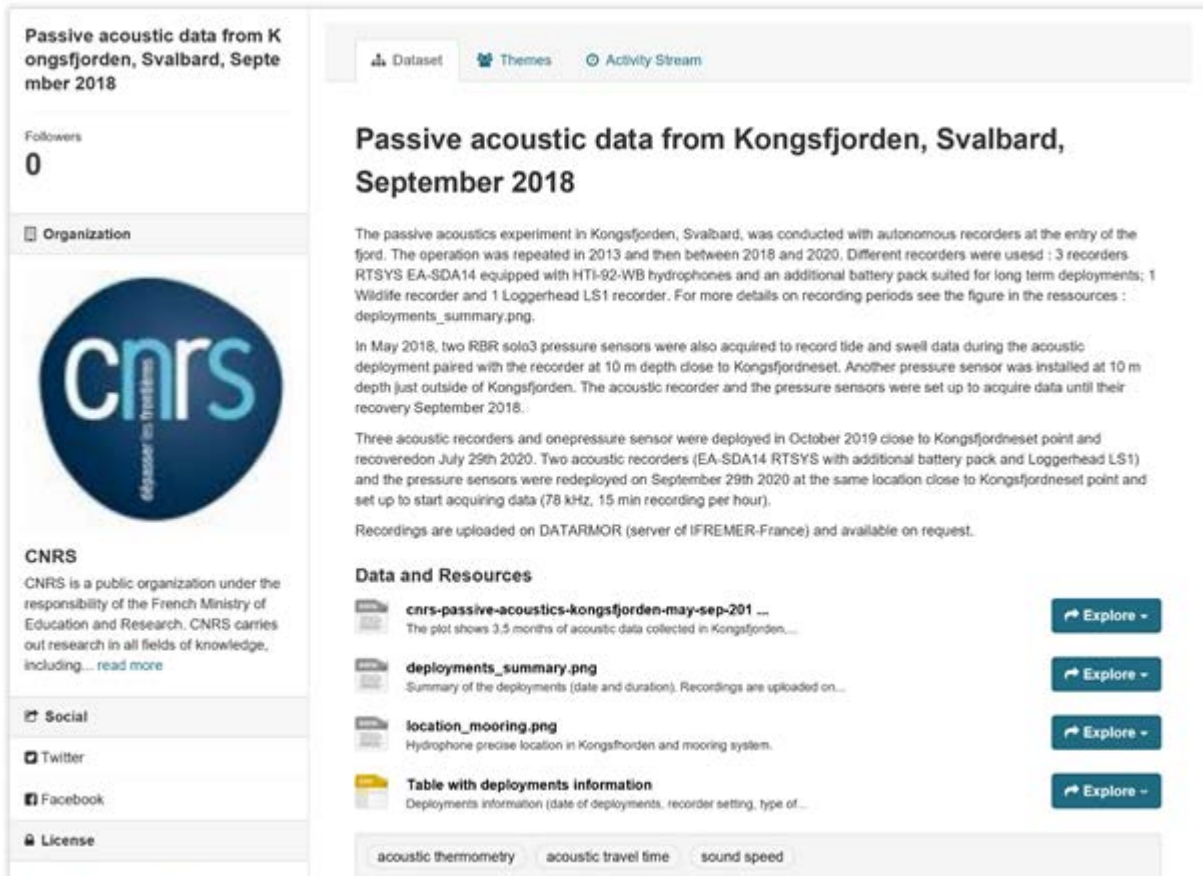 Passive acoustic data from K
ongsfjorden, Svalbard, Septe
mber 2018
Followers
0
Organization
cnrs
dépasser les frontières
CNRS
CNRS is a public organization under the
responsibility of the French Ministry of
Education and Research. CNRS carries
out research in all fields of knowledge,
including... read more
Social
Twitter
Facebook
License
Dataset
Themes
Activity Stream
Passive acoustic data from Kongsfjorden, Svalbard,
September 2018
The passive acoustics experiment in Kongsfjorden, Svalbard, was conducted with autonomous recorders at the entry of the
fjord. The operation was repeated in 2013 and then between 2018 and 2020. Different recorders were usesd : 3 recorders
RTSYS EA-SDA14 equipped with HTI-92-WB hydrophones and an additional battery pack suited for long term deployments; 1
Wildlife recorder and 1 Loggerhead LS1 recorder. For more details on recording periods see the figure in the ressources :
deployments_summary.png.
In May 2018, two RBR solo3 pressure sensors were also acquired to record tide and swell data during the acoustic
deployment paired with the recorder at 10 m depth close to Kongsfjordneset. Another pressure sensor was installed at 10 m
depth just outside of Kongsfjorden. The acoustic recorder and the pressure sensors were set up to acquire data until their
recovery September 2018.
Three acoustic recorders and onepressure sensor were deployed in October 2019 close to Kongsfjordneset point and
recoveredon July 29th 2020. Two acoustic recorders (EA-SDA14 RTSYS with additional battery pack and Loggerhead LS1)
and the pressure sensors were redeployed on September 29th 2020 at the same location close to Kongsfjordneset point and
set up to start acquiring data (78 kHz, 15 min recording per hour).
Recordings are uploaded on DATARMOR (server of IFREMER-France) and available on request.
Data and Resources
cnrs-passive-acoustics-kongsfjorden-may-sep-201 ...
The plot shows 3,5 months of acoustic data collected in Kongsfjorden,...
Explore
deployments_summary.png
Summary of the deployments (date and duration). Recordings are uploaded on...
Explore
location_mooring.png
Hydrophone precise location in Kongsfhorden and mooring system.
Explore
Table with deployments information
Deployments information (date of deployments, recorder setting, type of...
Explore
acoustic thermometry
acoustic travel time
sound speed